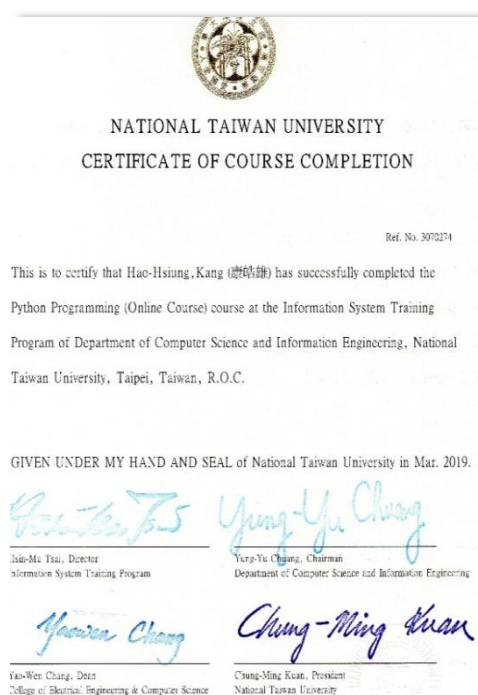 NATIONAL TAIWAN UNIVERSITY
CERTIFICATE OF COURSE COMPLETION
Ref. No. 3070274
This is to certify that Hao-Hsiung,Kang (康皓雄) has successfully completed the
Python Programming (Online Course) course at the Information System Training
Program of Department of Computer Science and Information Engineering, National
Taiwan University, Taipei, Taiwan, R.O.C.
GIVEN UNDER MY HAND AND SEAL of National Taiwan University in Mar. 2019.
Yung-Yu Chuang
Hsin-Mu Tsai, Director
Information System Training Program
Yung-Yu Chuang, Chairman
Department of Computer Science and Information Engineering
Yaowen Chang
Chung-Ming Kuan
Yao-Wen Chang, Dean
College of Electrical Engineering & Computer Science
Chung-Ming Kuan, President
National Taiwan University